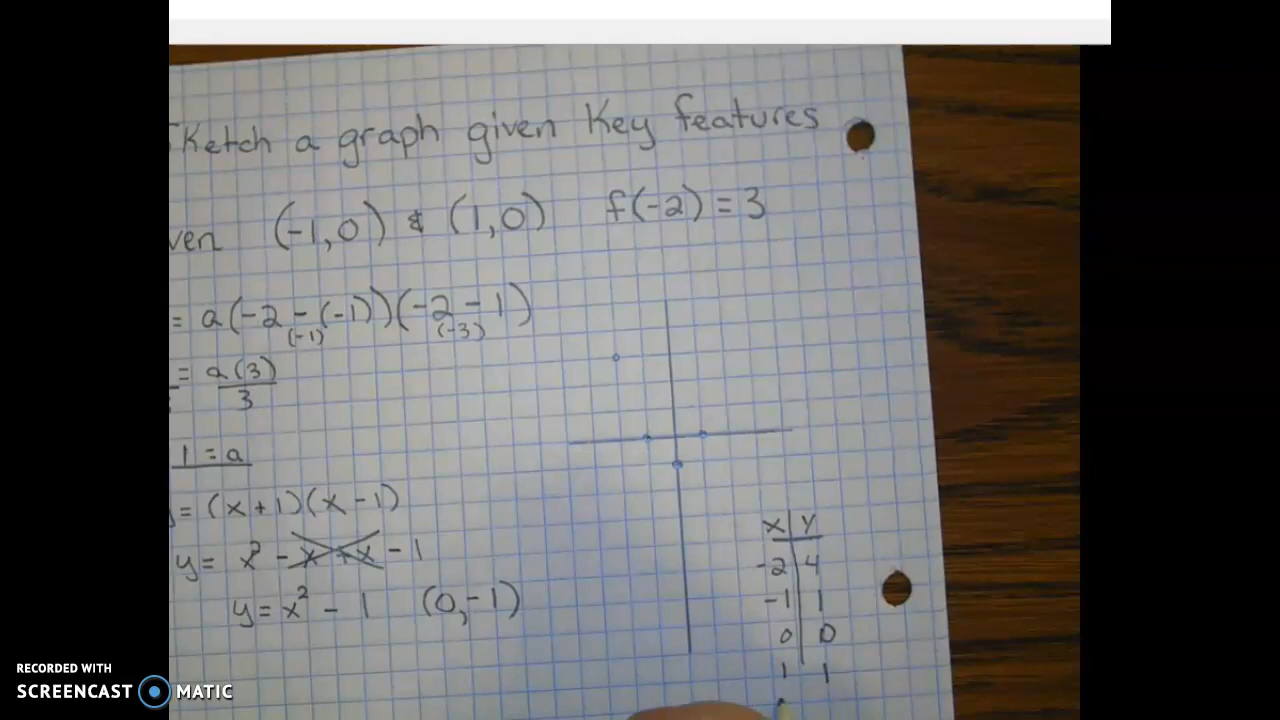 Sketch a graph given Key features
ven (-1,0) & (1,0) f(-2) = 3
= a(-2 - (-1))(-2 - 1)
(-1) (-3)
= a(3)
3
1 = a
= (x + 1)(x - 1)
y = x² - x + x - 1
y = x² - 1 (0,-1)
X Y
-2 4
-1 1
0 0
1 1
RECORDED WITH
SCREENCAST MATIC